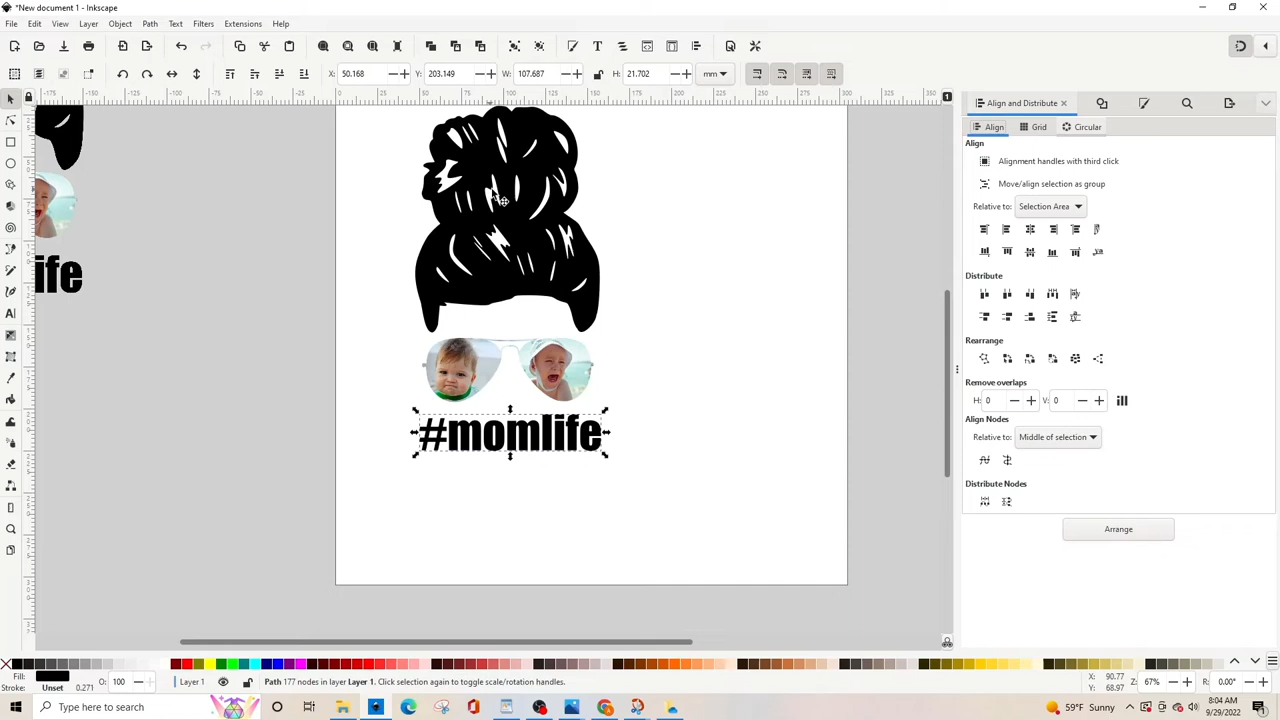 *New document 1 - Inkscape
File Edit View Layer Object Path Text Filters Extensions Help
X: 50.168 Y: 203.149 W: 107.687 H: 21.702 mm
Align and Distribute
Align Grid Circular
Align
Alignment handles with third click
Move/align selection as group
Relative to: Selection Area
Distribute
Rearrange
Remove overlaps
H: 0 V: 0
Align Nodes
Relative to: Middle of selection
Distribute Nodes
Arrange
life
#momlife
Fill:
Stroke: Unset 0.271
O: 100
Layer 1
Path 177 nodes in layer Layer 1. Click selection again to toggle scale/rotation handles.
X: 90.77
Y: 68.97
Z: 67%
R: 0.00°
Type here to search
59°F Sunny
8:04 AM
9/29/2022